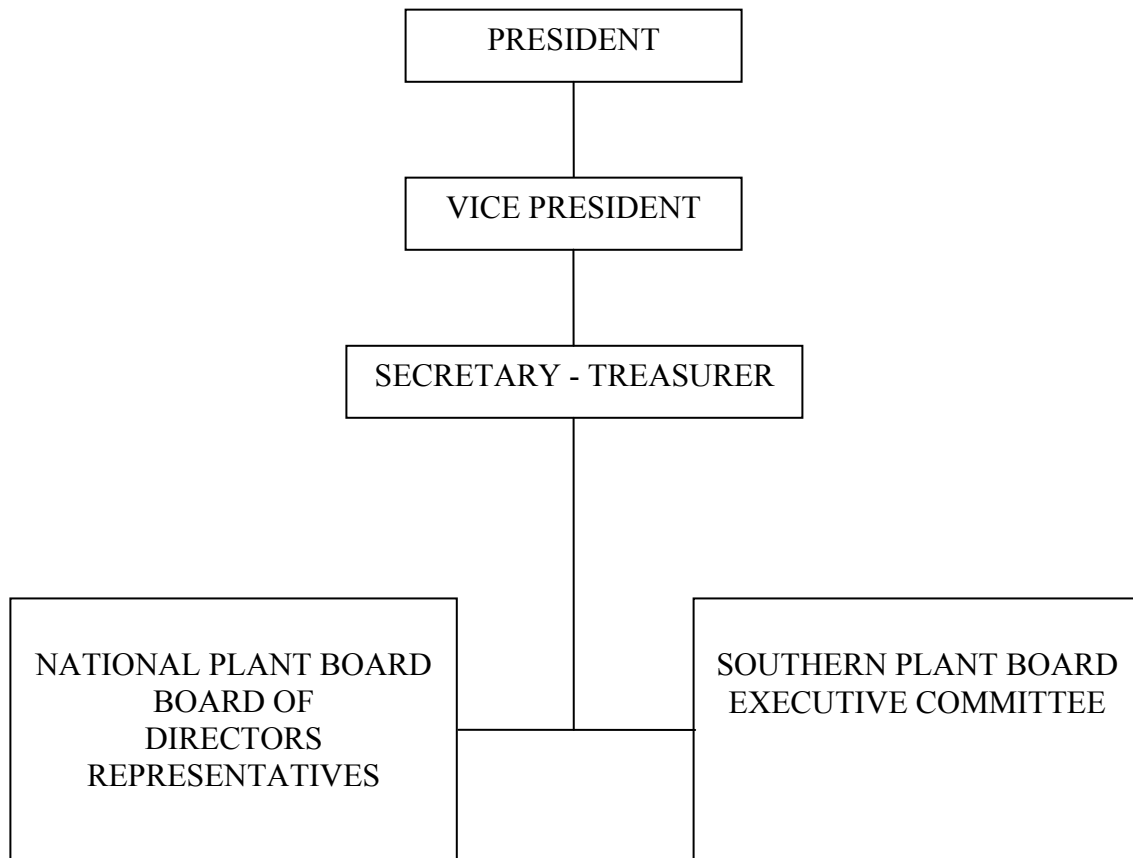 PRESIDENT
VICE PRESIDENT
SECRETARY - TREASURER
NATIONAL PLANT BOARD
BOARD OF
DIRECTORS
REPRESENTATIVES
SOUTHERN PLANT BOARD
EXECUTIVE COMMITTEE